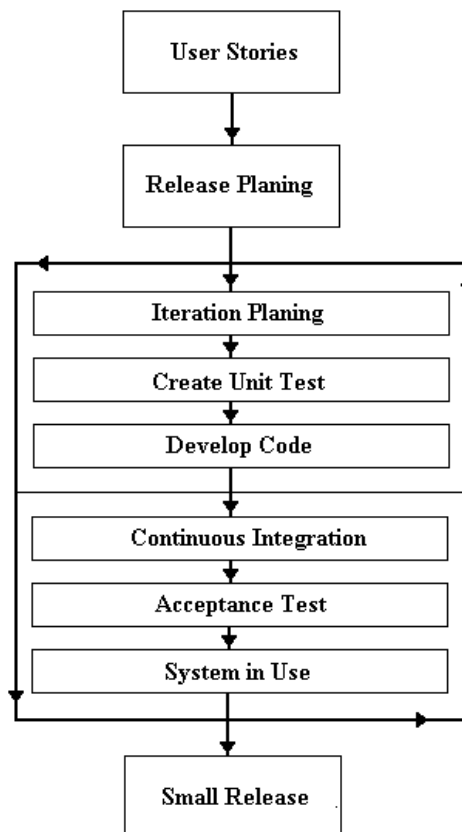 User Stories
Release Planing
Iteration Planing
Create Unit Test
Develop Code
Continuous Integration
Acceptance Test
System in Use
Small Release